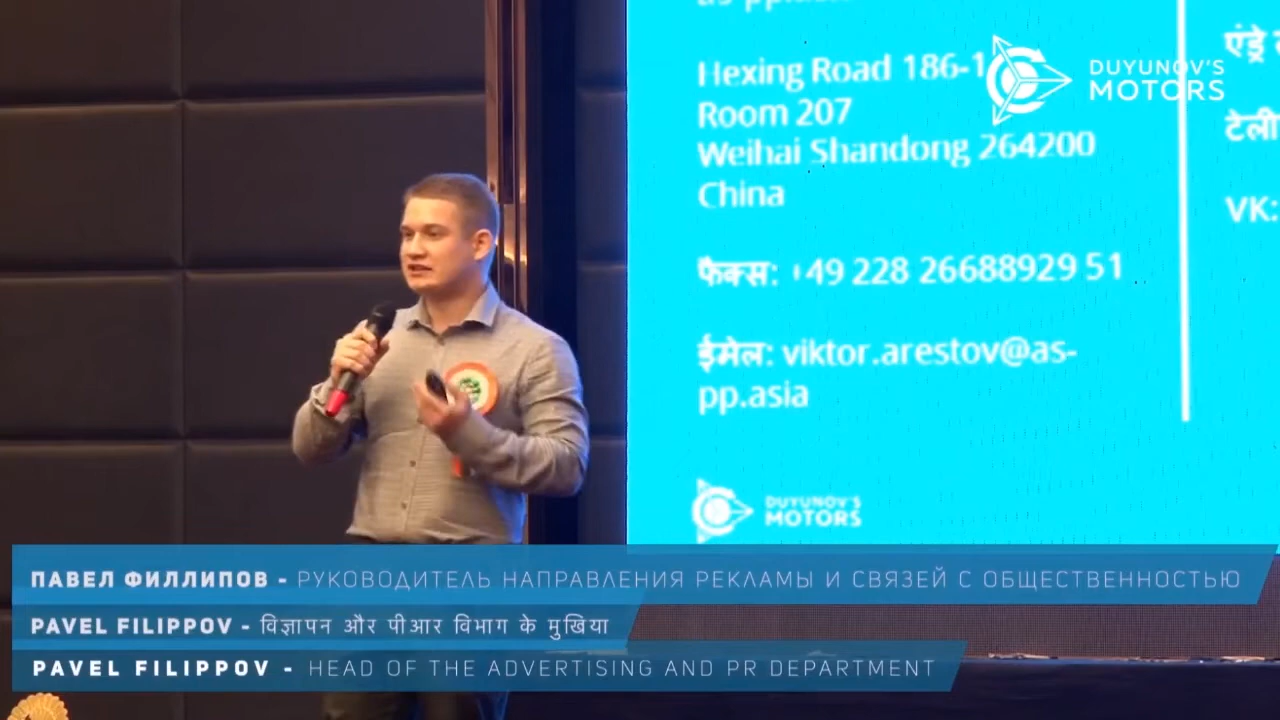 Hexing Road 186-1
Room 207
Weihai Shandong 264200
China
फैक्स: +49 228 26688929 51
ईमेल: viktor.arestov@as-
pp.asia
एंड्रे
VK:
DUYUNOV'S
MOTORS
DUYUNOV'S
MOTORS
ПАВЕЛ ФИЛЛИПОВ - РУКОВОДИТЕЛЬ НАПРАВЛЕНИЯ РЕКЛАМЫ И СВЯЗЕЙ С ОБЩЕСТВЕННОСТЬЮ
PAVEL FILIPPOV - विज्ञापन और पीआर विभाग के मुखिया
PAVEL FILIPPOV - HEAD OF THE ADVERTISING AND PR DEPARTMENT